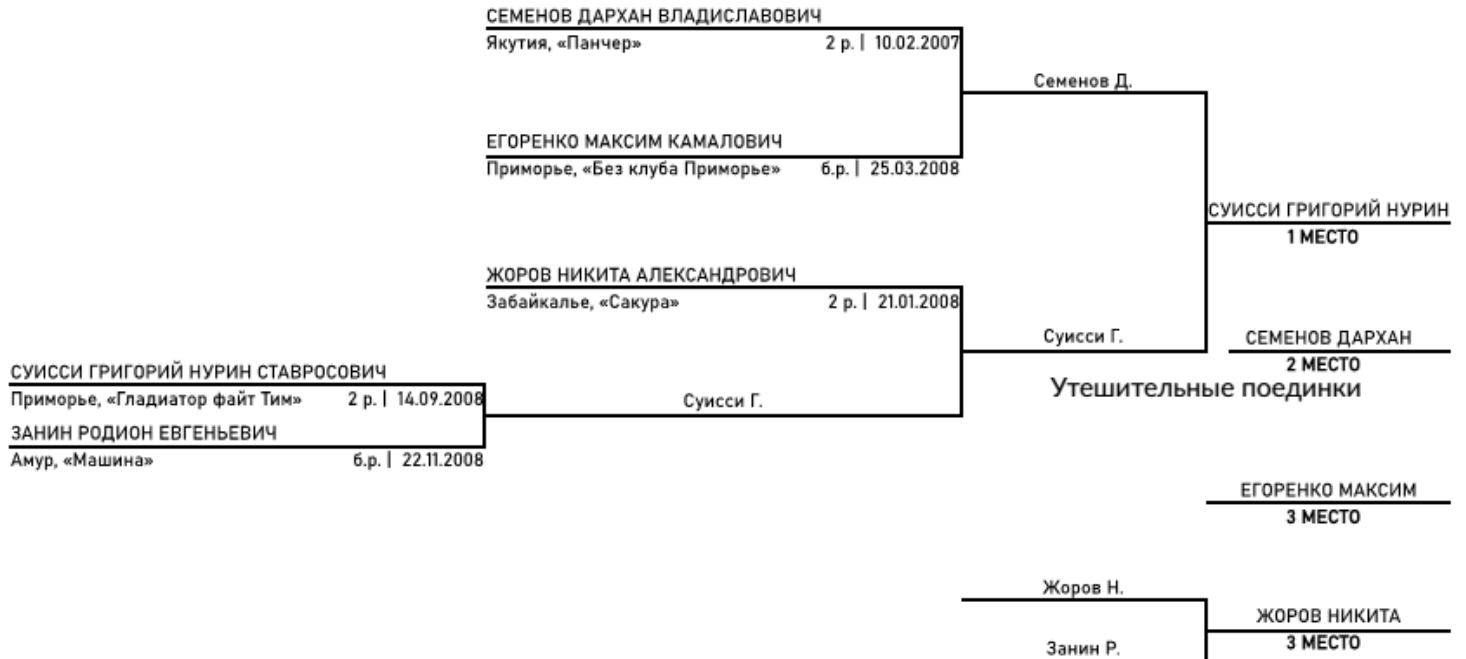 СЕМЕНОВ ДАРХАН ВЛАДИСЛАВОВИЧ
Якутия, «Панчер» 2 р. | 10.02.2007
Семенов Д.
ЕГОРЕНКО МАКСИМ КАМАЛОВИЧ
Приморье, «Без клуба Приморье» б.р. | 25.03.2008
СУИССИ ГРИГОРИЙ НУРИН
1 МЕСТО
ЖОРОВ НИКИТА АЛЕКСАНДРОВИЧ
Забайкалье, «Сакура» 2 р. | 21.01.2008
Суисси Г.
СЕМЕНОВ ДАРХАН
2 МЕСТО
СУИССИ ГРИГОРИЙ НУРИН СТАВРОСОВИЧ
Приморье, «Гладиатор файт Тим» 2 р. | 14.09.2008
Суисси Г.
Утешительные поединки
ЗАНИН РОДИОН ЕВГЕНЬЕВИЧ
Амур, «Машина» б.р. | 22.11.2008
ЕГОРЕНКО МАКСИМ
3 МЕСТО
Жоров Н.
ЖОРОВ НИКИТА
3 МЕСТО
Занин Р.